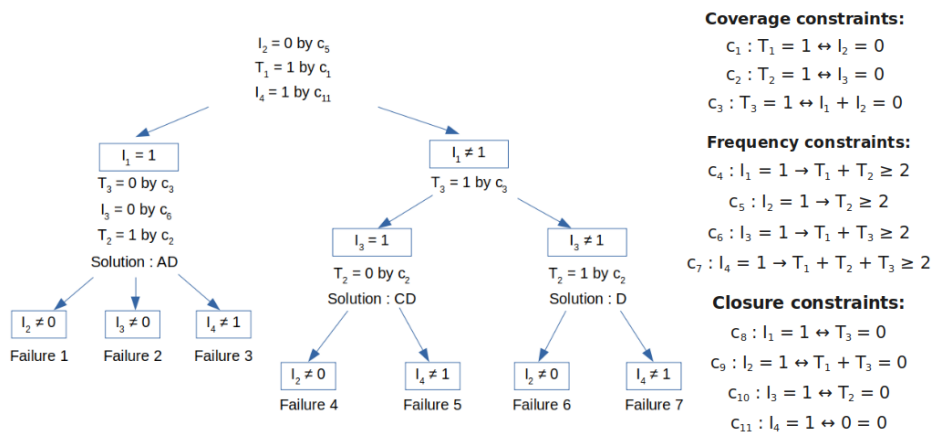 I₂ = 0 by c₅
T₁ = 1 by c₁
I₄ = 1 by c₁₁
I₁ = 1
T₃ = 0 by c₃
I₃ = 0 by c₆
T₂ = 1 by c₂
Solution : AD
I₂ ≠ 0
I₃ ≠ 0
I₄ ≠ 1
Failure 1
Failure 2
Failure 3
I₁ ≠ 1
T₃ = 1 by c₃
I₃ = 1
T₂ = 0 by c₂
Solution : CD
I₂ ≠ 0
I₄ ≠ 1
Failure 4
Failure 5
I₃ ≠ 1
T₂ = 1 by c₂
Solution : D
I₂ ≠ 0
I₄ ≠ 1
Failure 6
Failure 7
Coverage constraints:
c₁ : T₁ = 1 ↔ I₂ = 0
c₂ : T₂ = 1 ↔ I₃ = 0
c₃ : T₃ = 1 ↔ I₁ + I₂ = 0
Frequency constraints:
c₄ : I₁ = 1 → T₁ + T₂ ≥ 2
c₅ : I₂ = 1 → T₂ ≥ 2
c₆ : I₃ = 1 → T₁ + T₃ ≥ 2
c₇ : I₄ = 1 → T₁ + T₂ + T₃ ≥ 2
Closure constraints:
c₈ : I₁ = 1 ↔ T₃ = 0
c₉ : I₂ = 1 ↔ T₁ + T₃ = 0
c₁₀ : I₃ = 1 ↔ T₂ = 0
c₁₁ : I₄ = 1 ↔ 0 = 0